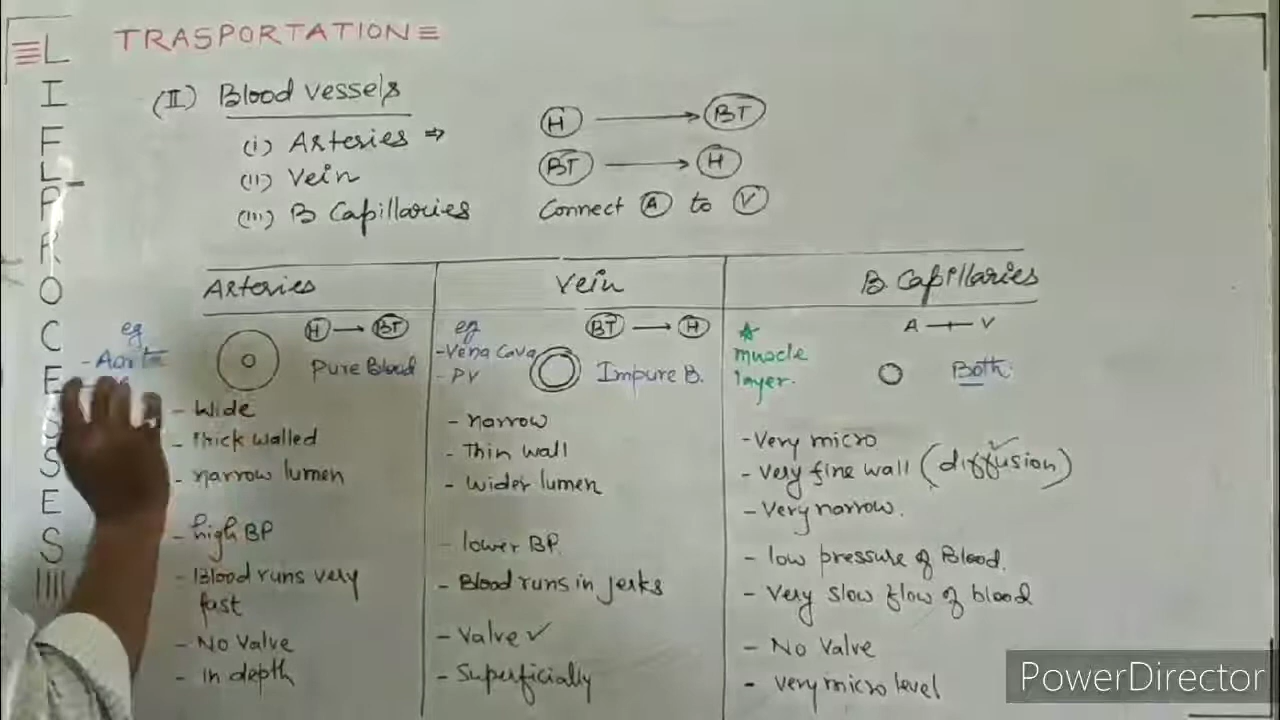 ≡ TRASPORTATION ≡
LIFE PROCESSES
(II) Blood vessels
(i) Arteries ⇒ H → BT
(ii) Vein BT → H
(iii) B Capillaries Connect A to V
Arteries
eg
- Aorta
H → BT
Pure Blood
- Wide
- Thick walled
- narrow lumen
- high BP
- Blood runs very
fast
- No Valve
- In depth
Vein
eg
BT → H
- Vena Cava
- PV
Impure B.
- narrow
- Thin wall
- Wider lumen
- lower BP
- Blood runs in jerks
- Valve ✓
- Superficially
B Capillaries
A → V
muscle
layer.
Both
- Very micro
- Very fine wall (diffusion)
- Very narrow.
- low pressure of Blood.
- Very slow flow of blood
- No Valve
- very micro level
PowerDirector